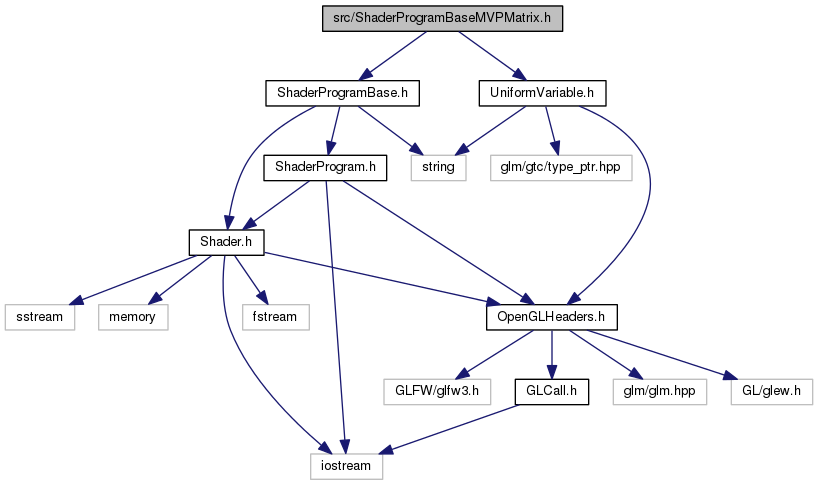 src/ShaderProgramBaseMVPMatrix.h
ShaderProgramBase.h
UniformVariable.h
ShaderProgram.h
string
glm/gtc/type_ptr.hpp
Shader.h
sstream
memory
fstream
OpenGLHeaders.h
GLFW/glfw3.h
GLCall.h
glm/glm.hpp
GL/glew.h
iostream